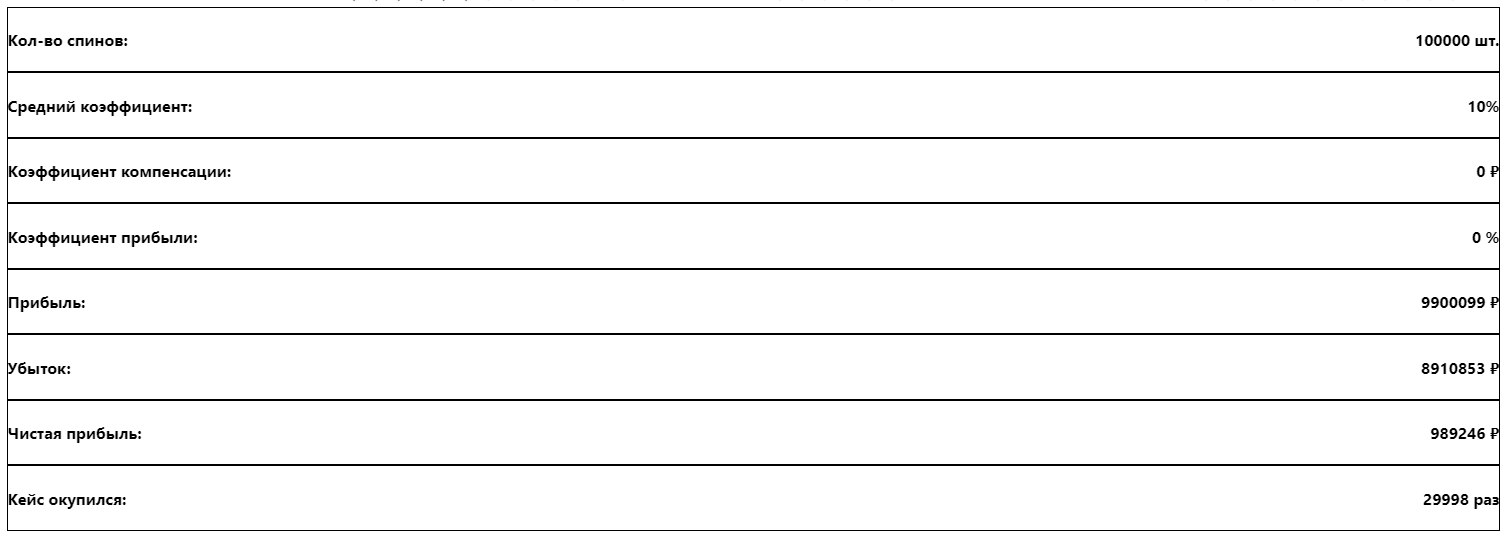 Кол-во спинов: 100000 шт.
Средний коэффициент: 10%
Коэффициент компенсации: 0 ₽
Коэффициент прибыли: 0 %
Прибыль: 9900099 ₽
Убыток: 8910853 ₽
Чистая прибыль: 989246 ₽
Кейс окупился: 29998 раз